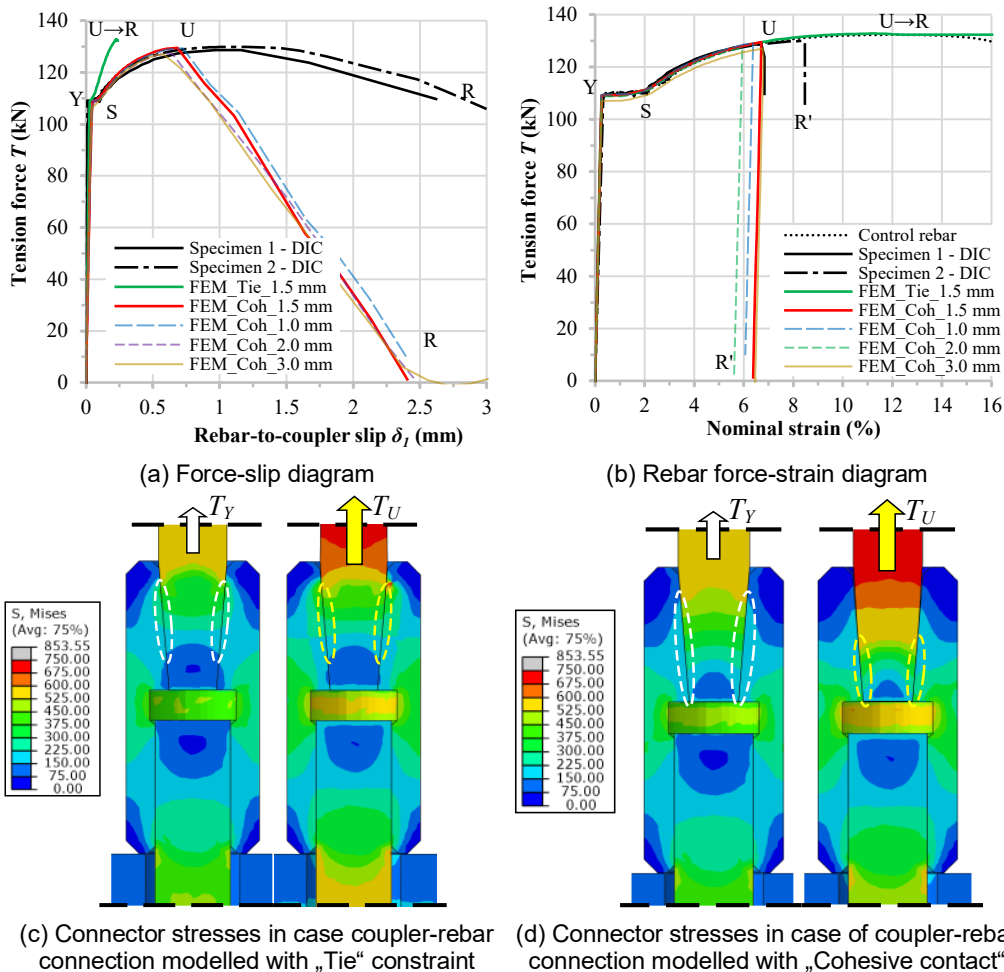 U→R
U
Y
S
R
R
Tension force T (kN)
140
120
100
80
60
40
20
0
Specimen 1 - DIC
Specimen 2 - DIC
FEM_Tie_1.5 mm
FEM_Coh_1.5 mm
FEM_Coh_1.0 mm
FEM_Coh_2.0 mm
FEM_Coh_3.0 mm
0 0.5 1 1.5 2 2.5 3
Rebar-to-coupler slip δ1 (mm)
(a) Force-slip diagram
U
U→R
Y
S
R'
R'
Tension force T (kN)
140
120
100
80
60
40
20
0
Control rebar
Specimen 1 - DIC
Specimen 2 - DIC
FEM_Tie_1.5 mm
FEM_Coh_1.5 mm
FEM_Coh_1.0 mm
FEM_Coh_2.0 mm
FEM_Coh_3.0 mm
0 2 4 6 8 10 12 14 16
Nominal strain (%)
(b) Rebar force-strain diagram
TY
TU
S, Mises
(Avg: 75%)
853.55
750.00
675.00
600.00
525.00
450.00
375.00
300.00
225.00
150.00
75.00
0.00
(c) Connector stresses in case coupler-rebar
connection modelled with „Tie“ constraint
TY
TU
S, Mises
(Avg: 75%)
853.55
750.00
675.00
600.00
525.00
450.00
375.00
300.00
225.00
150.00
75.00
0.00
(d) Connector stresses in case of coupler-reba
connection modelled with „Cohesive contact“